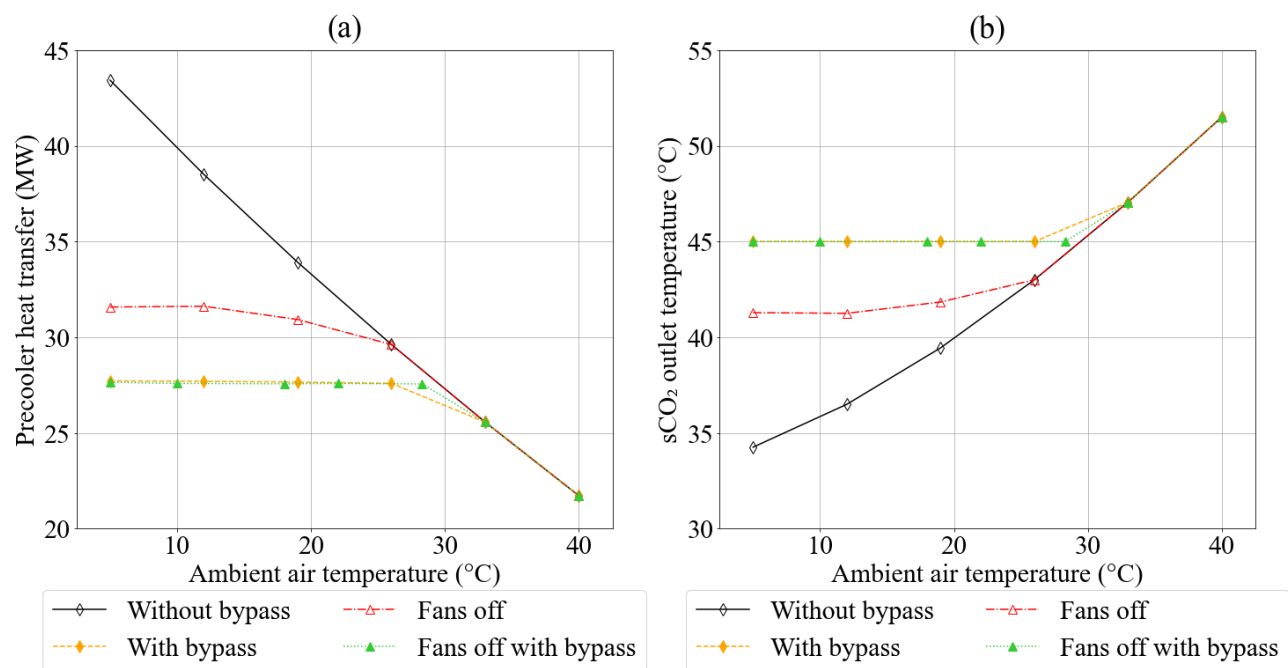 (a)
Precooler heat transfer (MW)
45
40
35
30
25
20
10
20
30
40
Ambient air temperature (°C)
Without bypass
Fans off
With bypass
Fans off with bypass
(b)
sCO₂ outlet temperature (°C)
55
50
45
40
35
30
10
20
30
40
Ambient air temperature (°C)
Without bypass
Fans off
With bypass
Fans off with bypass